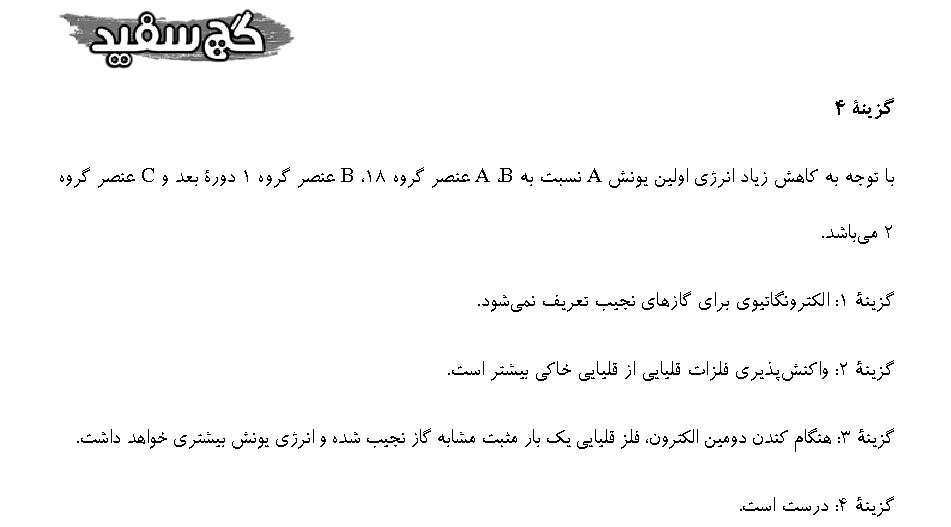 گچ سفید
گزینهٔ ۴
با توجه به کاهش زیاد انرژی اولین یونش A نسبت به A ،B عنصر گروه ۱۸، B عنصر گروه ۱ دورهٔ بعد و C عنصر گروه
۲ می‌باشد.
گزینهٔ ۱: الکترونگاتیوی برای گازهای نجیب تعریف نمی‌شود.
گزینهٔ ۲: واکنش‌پذیری فلزات قلیایی از قلیایی خاکی بیشتر است.
گزینهٔ ۳: هنگام کندن دومین الکترون، فلز قلیایی یک بار مثبت مشابه گاز نجیب شده و انرژی یونش بیشتری خواهد داشت.
گزینهٔ ۴: درست است.